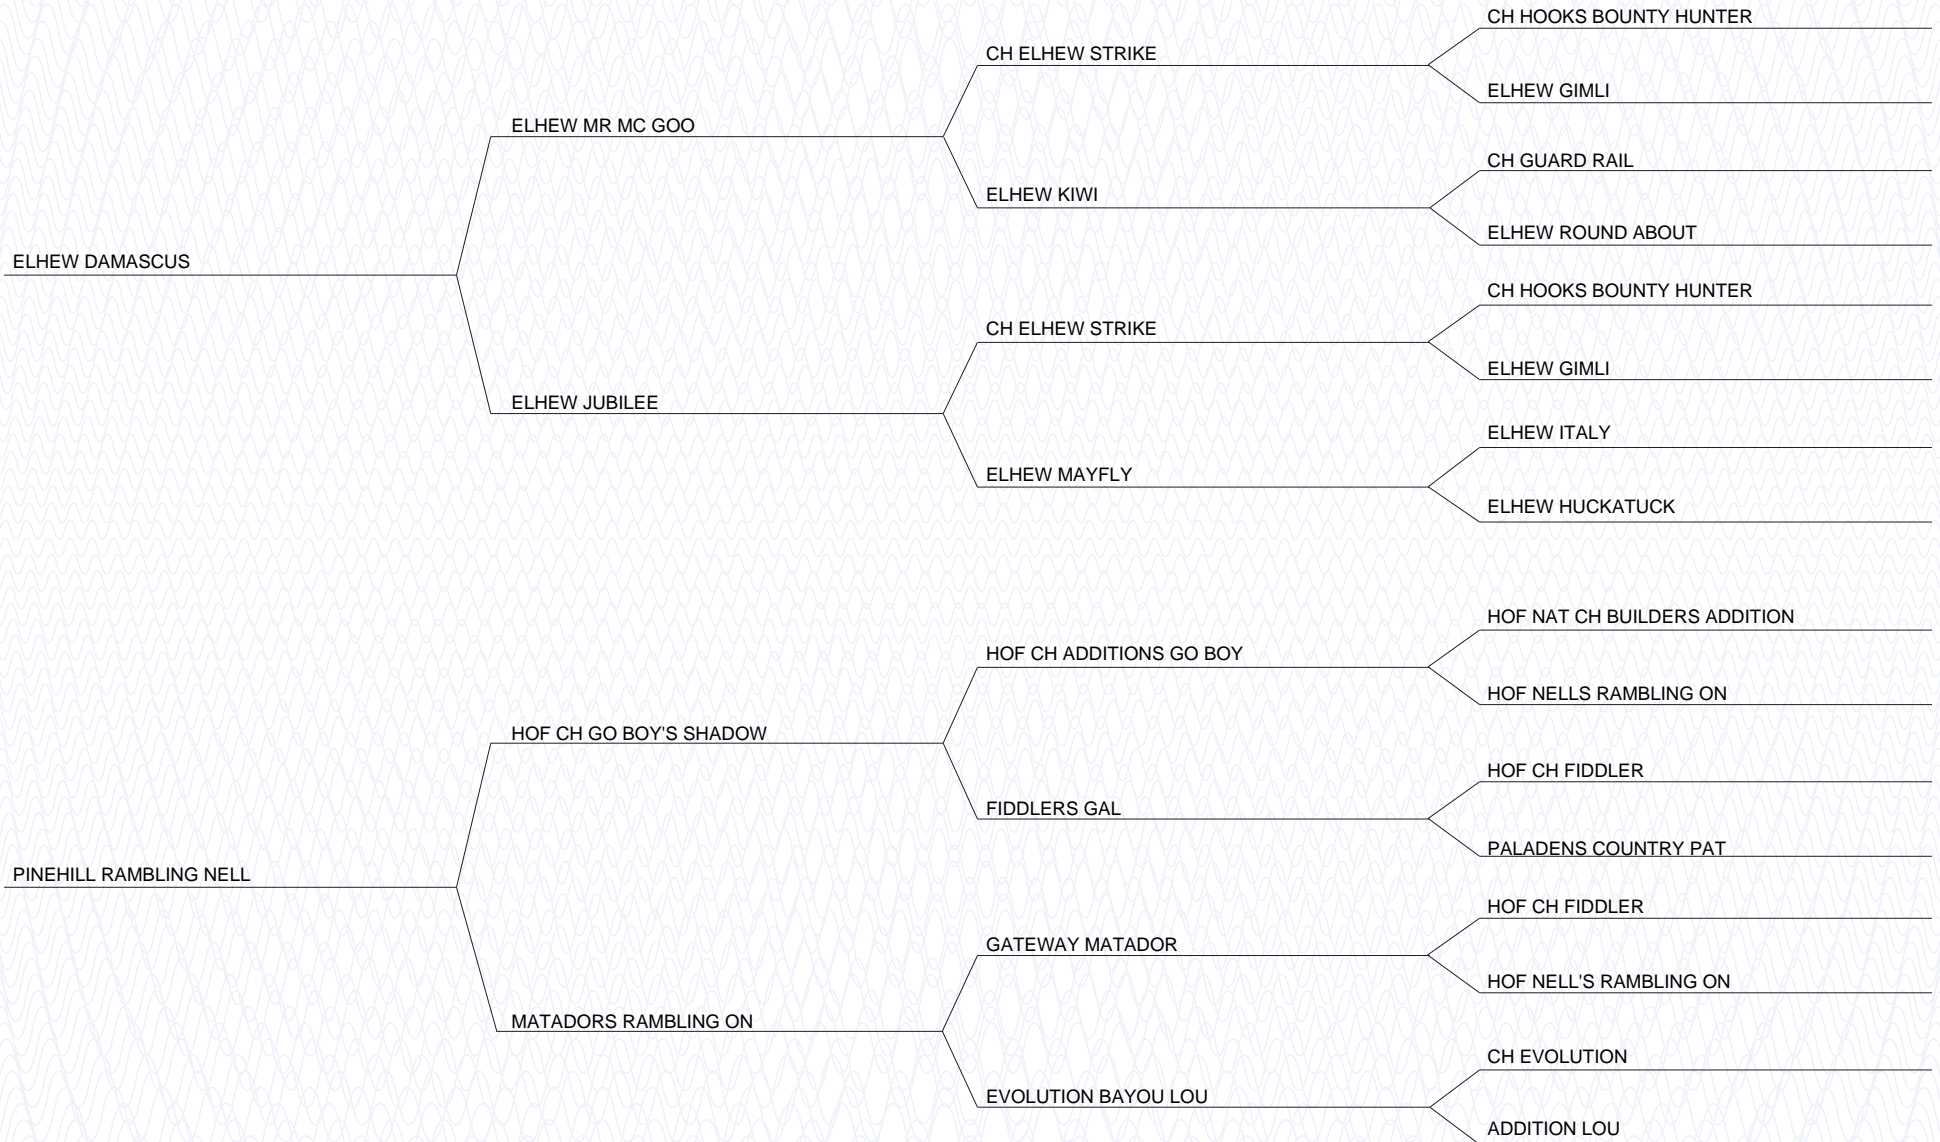 CH HOOKS BOUNTY HUNTER
CH ELHEW STRIKE
ELHEW GIMLI
ELHEW MR MC GOO
CH GUARD RAIL
ELHEW KIWI
ELHEW ROUND ABOUT
ELHEW DAMASCUS
CH HOOKS BOUNTY HUNTER
CH ELHEW STRIKE
ELHEW GIMLI
ELHEW JUBILEE
ELHEW ITALY
ELHEW MAYFLY
ELHEW HUCKATUCK
HOF NAT CH BUILDERS ADDITION
HOF CH ADDITIONS GO BOY
HOF NELLS RAMBLING ON
HOF CH GO BOY'S SHADOW
HOF CH FIDDLER
FIDDLERS GAL
PALADENS COUNTRY PAT
PINEHILL RAMBLING NELL
HOF CH FIDDLER
GATEWAY MATADOR
HOF NELL'S RAMBLING ON
MATADORS RAMBLING ON
CH EVOLUTION
EVOLUTION BAYOU LOU
ADDITION LOU